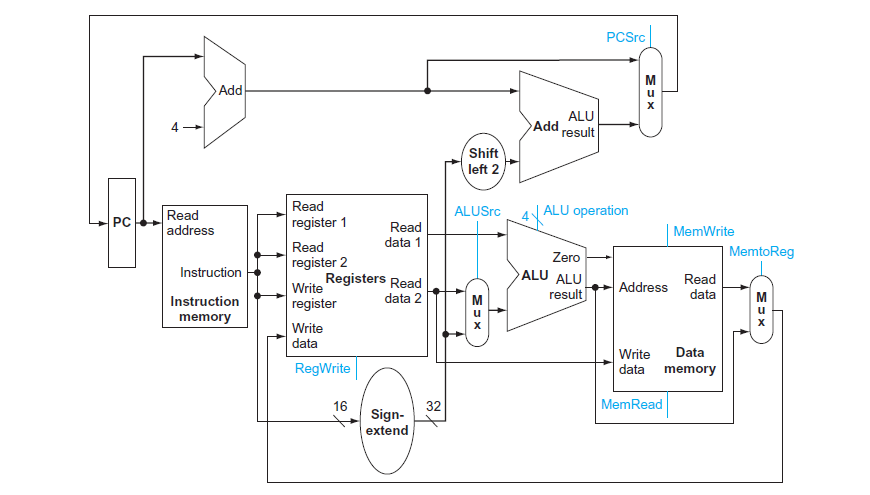 PCSrc
Add
4
M
u
x
Add
ALU
result
Shift
left 2
PC
Read
address
Instruction
Instruction
memory
Read
register 1
Read
register 2
Write
register
Write
data
Registers
Read
data 1
Read
data 2
RegWrite
16
Sign-
extend
32
ALUSrc
M
u
x
4
ALU operation
Zero
ALU
ALU
result
MemWrite
Address
Read
data
Write
data
Data
memory
MemRead
MemtoReg
M
u
x